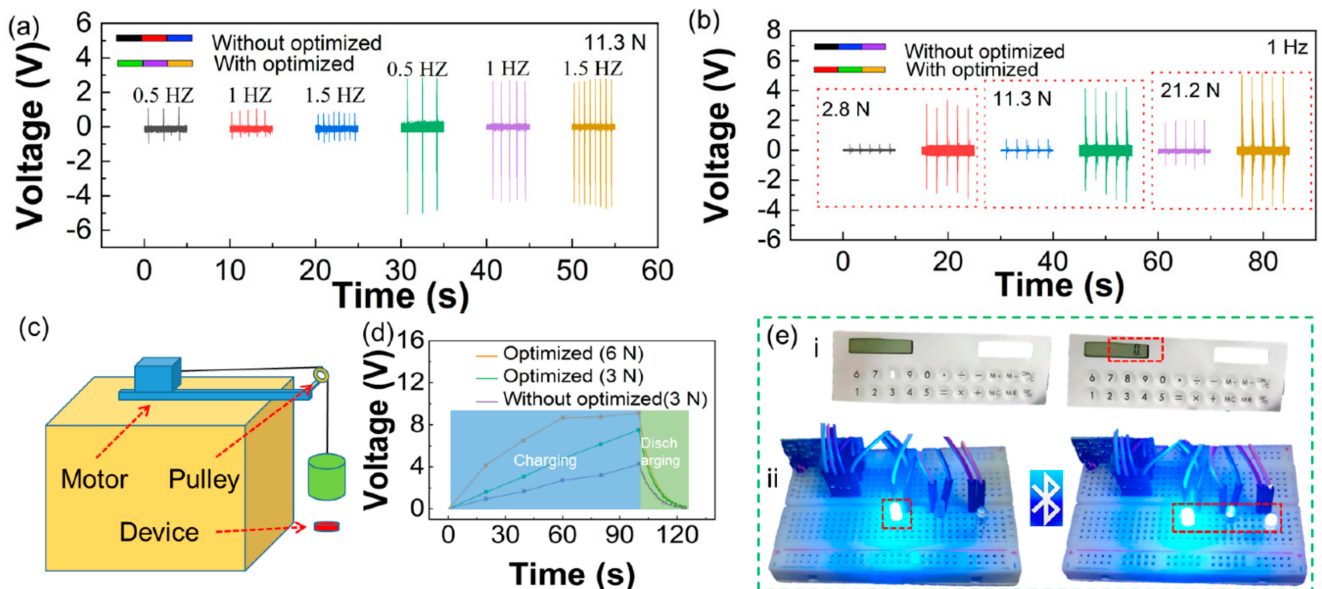 (a)
Voltage (V)
6
4
2
0
-2
-4
-6
Without optimized
With optimized
11.3 N
0.5 HZ 1 HZ 1.5 HZ
0.5 HZ 1 HZ 1.5 HZ
0 10 20 30 40 50 60
Time (s)
(b)
Voltage (V)
8
6
4
2
0
-2
-4
-6
Without optimized
With optimized
1 Hz
2.8 N
11.3 N
21.2 N
0 20 40 60 80
Time (s)
(c)
Motor
Pulley
Device
(d)
Voltage (V)
16
12
8
4
0
Optimized (6 N)
Optimized (3 N)
Without optimized(3 N)
Charging
Disch
arging
0 30 60 90 120
Time (s)
(e)
i
0
6 7 8 9 0 · ÷ − M+ M−
1 2 3 4 5 = × + MC MR
6 7 8 9 0 · ÷ − M+ M−
1 2 3 4 5 = × + MC MR
ii